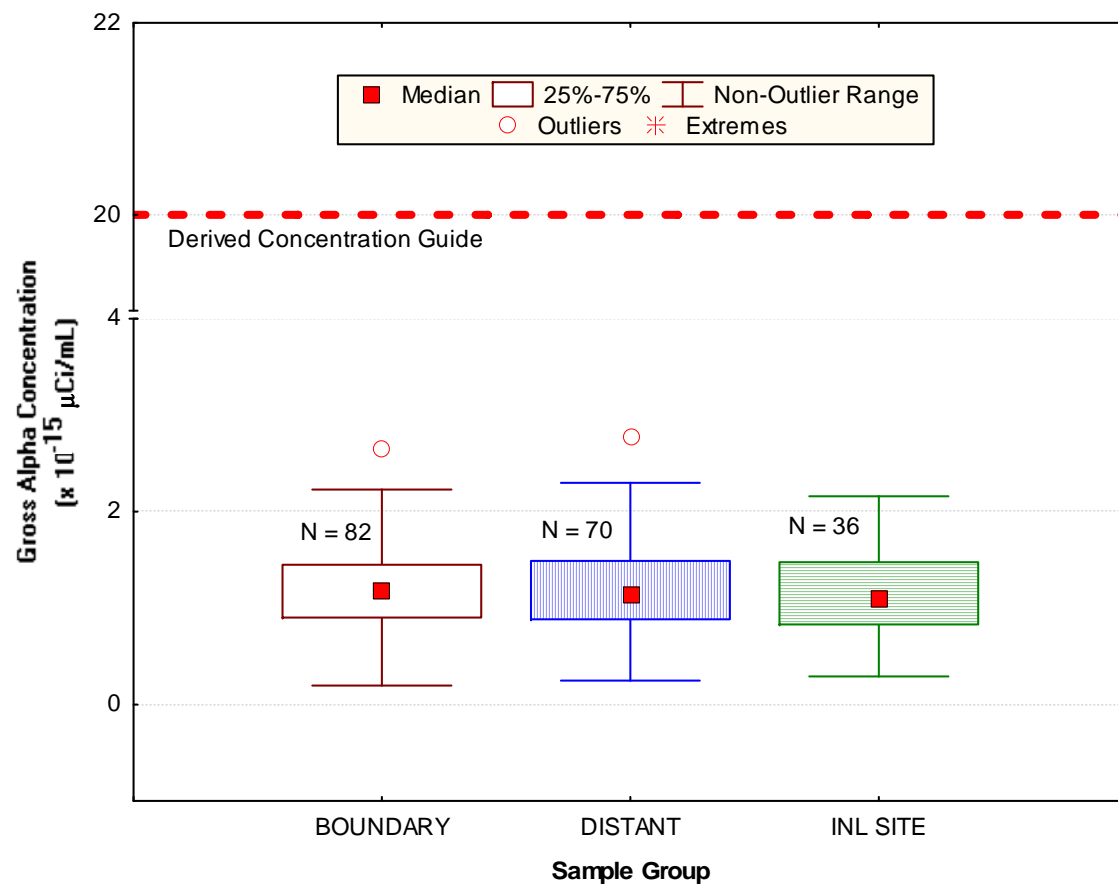 22
Median 25%-75% Non-Outlier Range
Outliers Extremes
20
Derived Concentration Guide
Gross Alpha Concentration
(x 10-15 μCi/mL)
4
2
N = 82
N = 70
N = 36
0
BOUNDARY DISTANT INL SITE
Sample Group